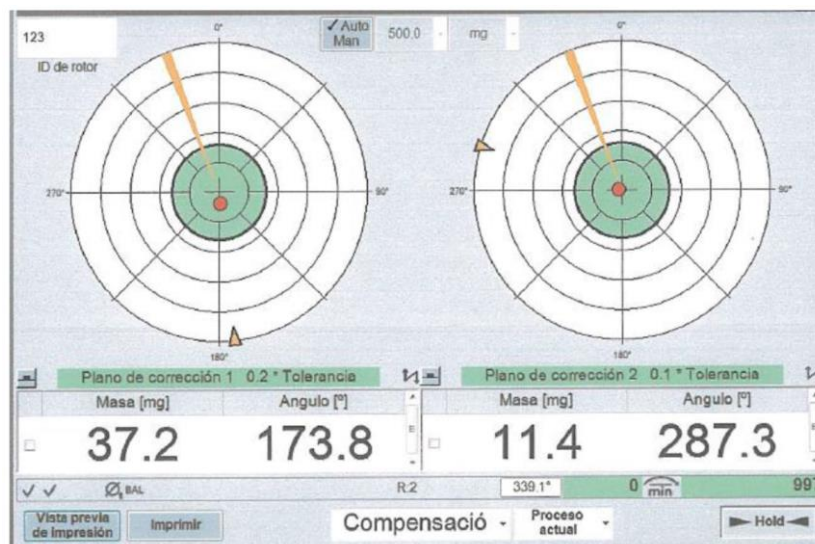 123
ID de rotor
✓ Auto
Man
500,0
mg
0°
90°
180°
270°
0°
90°
180°
270°
Plano de corrección 1 0.2 * Tolerancia
Plano de corrección 2 0.1 * Tolerancia
Masa [mg]
Angulo [º]
Masa [mg]
Angulo [º]
37.2
173.8
11.4
287.3
BAL
R:2
339.1°
0
min
997
Vista previa
de impresión
Imprimir
Compensació
Proceso
actual
Hold